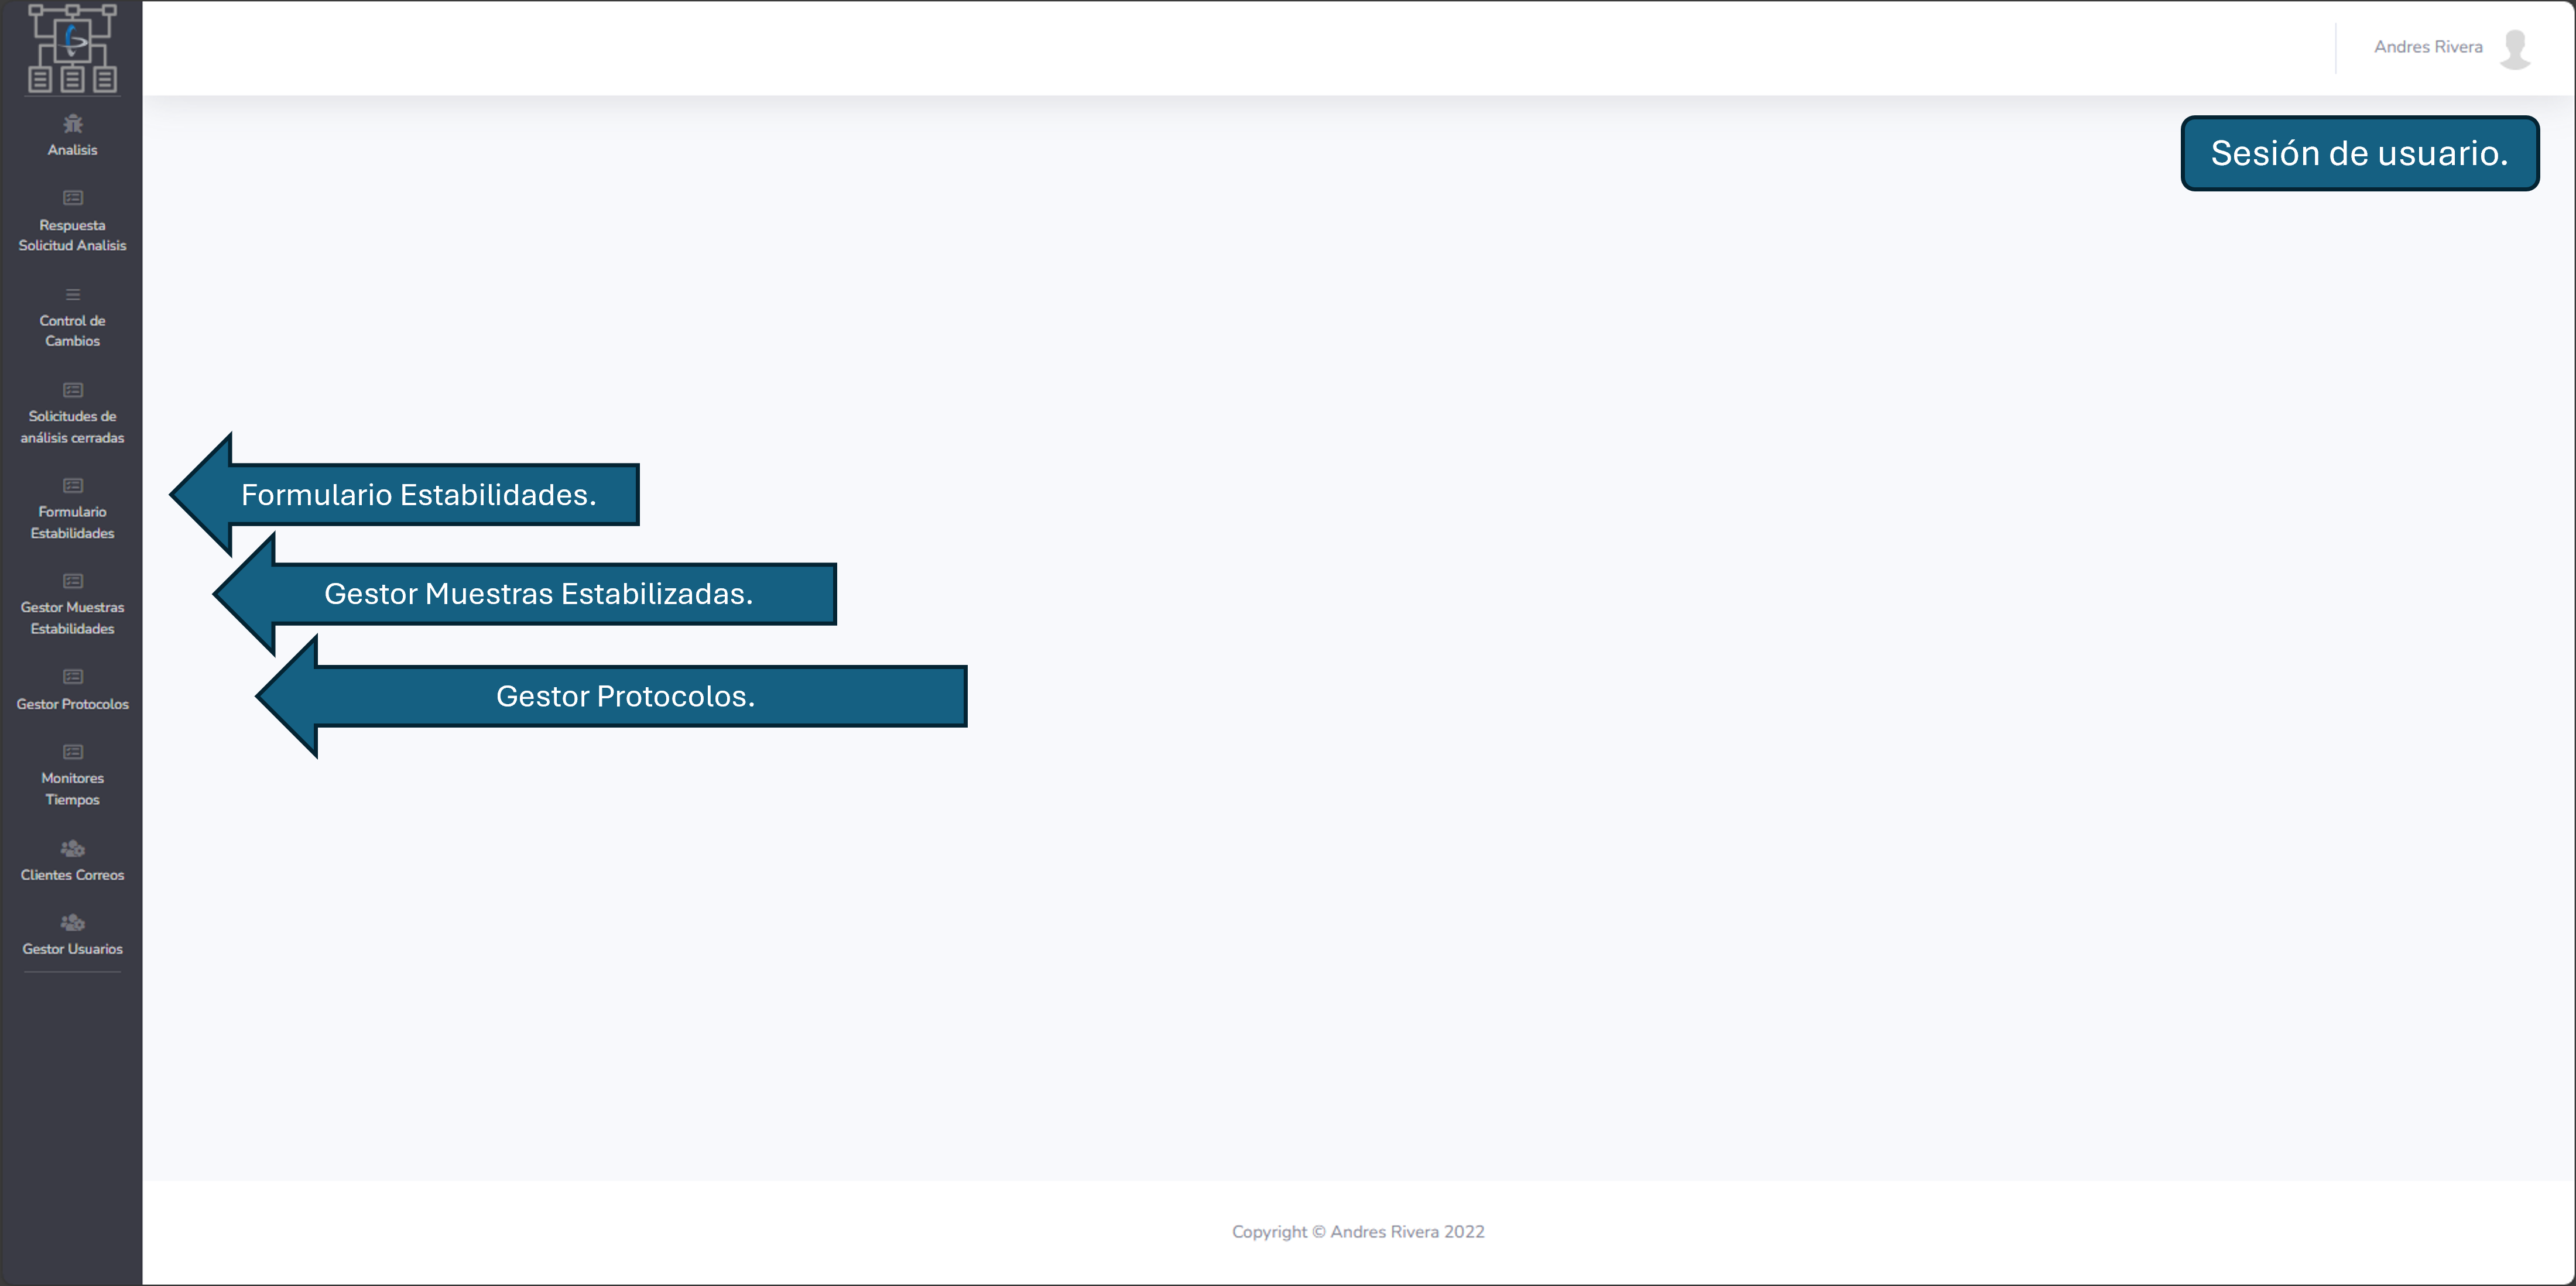 Andres Rivera
Sesión de usuario.
Analisis
Respuesta
Solicitud Analisis
Control de
Cambios
Solicitudes de
análisis cerradas
Formulario
Estabilidades
Gestor Muestras
Estabilidades
Gestor Protocolos
Monitores
Tiempos
Clientes Correos
Gestor Usuarios
Formulario Estabilidades.
Gestor Muestras Estabilizadas.
Gestor Protocolos.
Copyright © Andres Rivera 2022